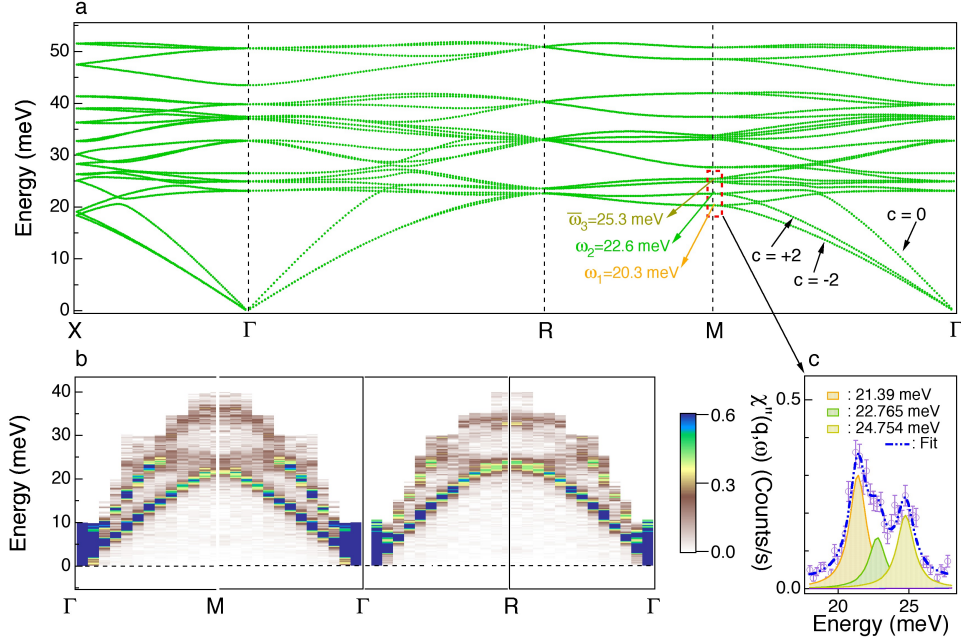 a
Energy (meV)
50
40
30
20
10
0
X Γ R M Γ
ω̅₃=25.3 meV
ω₂=22.6 meV
ω₁=20.3 meV
c = +2
c = -2
c = 0
b
Energy (meV)
40
30
20
10
0
Γ M Γ R Γ
0.6
0.3
0.0
c
χ''(q,ω) (Counts/s)
0.5
0.0
: 21.39 meV
: 22.765 meV
: 24.754 meV
: Fit
20 25
Energy (meV)